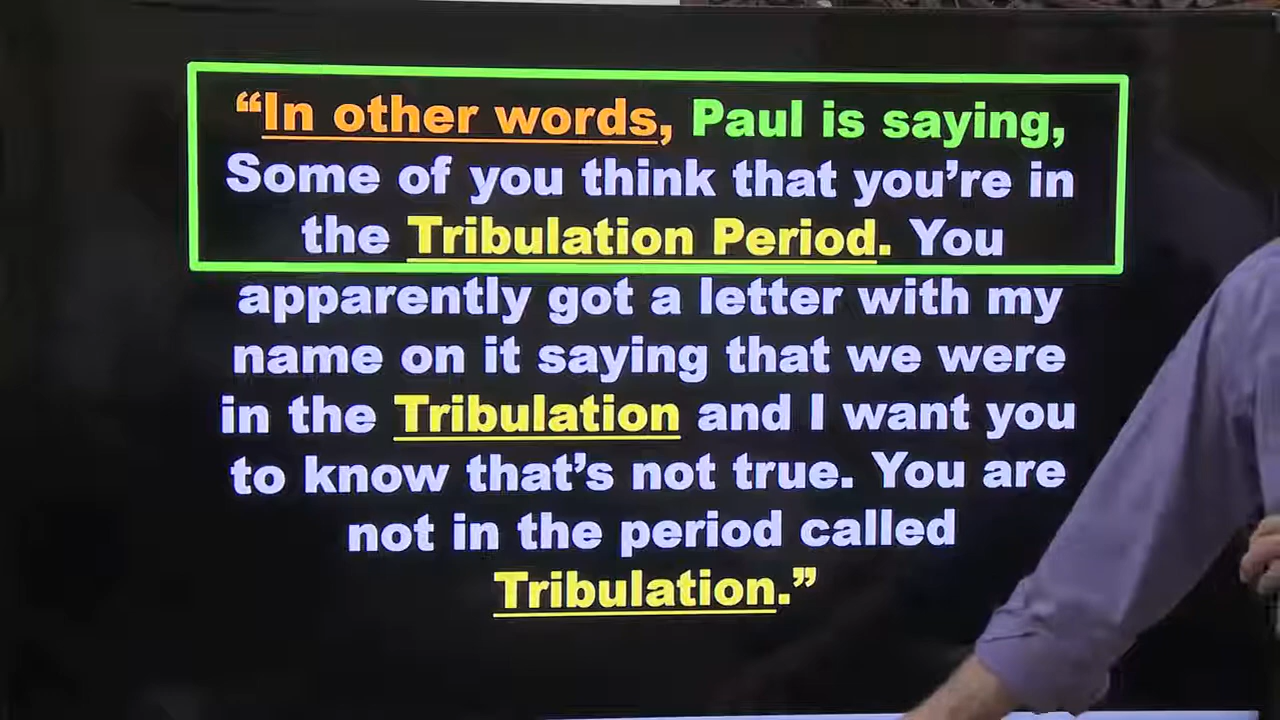 “In other words, Paul is saying,
Some of you think that you’re in
the Tribulation Period. You
apparently got a letter with my
name on it saying that we were
in the Tribulation and I want you
to know that’s not true. You are
not in the period called
Tribulation.”